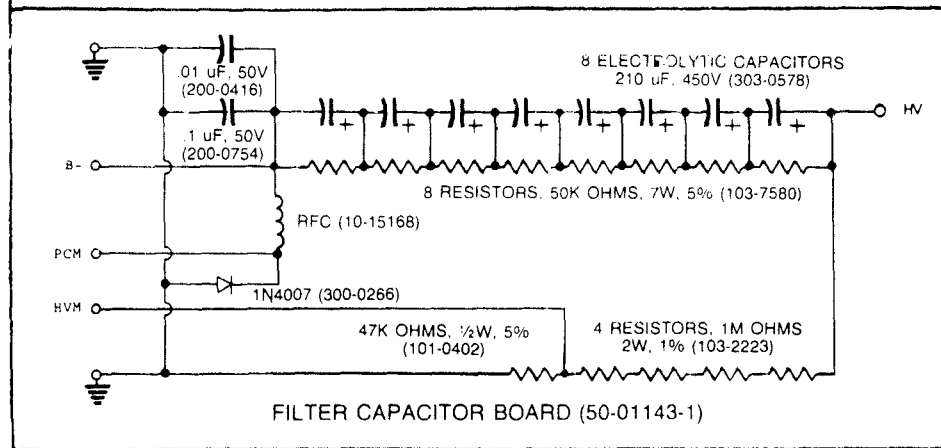 8 ELECTROLYTIC CAPACITORS
210 uF, 450V (303-0578)
.01 uF, 50V
(200-0416)
+ + + + + + + +
HV
.1 uF, 50V
(200-0754)
B-
8 RESISTORS, 50K OHMS, 7W, 5% (103-7580)
RFC (10-15168)
PCM
1N4007 (300-0266)
HVM
47K OHMS, ½W, 5%
(101-0402)
4 RESISTORS, 1M OHMS
2W, 1% (103-2223)
FILTER CAPACITOR BOARD (50-01143-1)